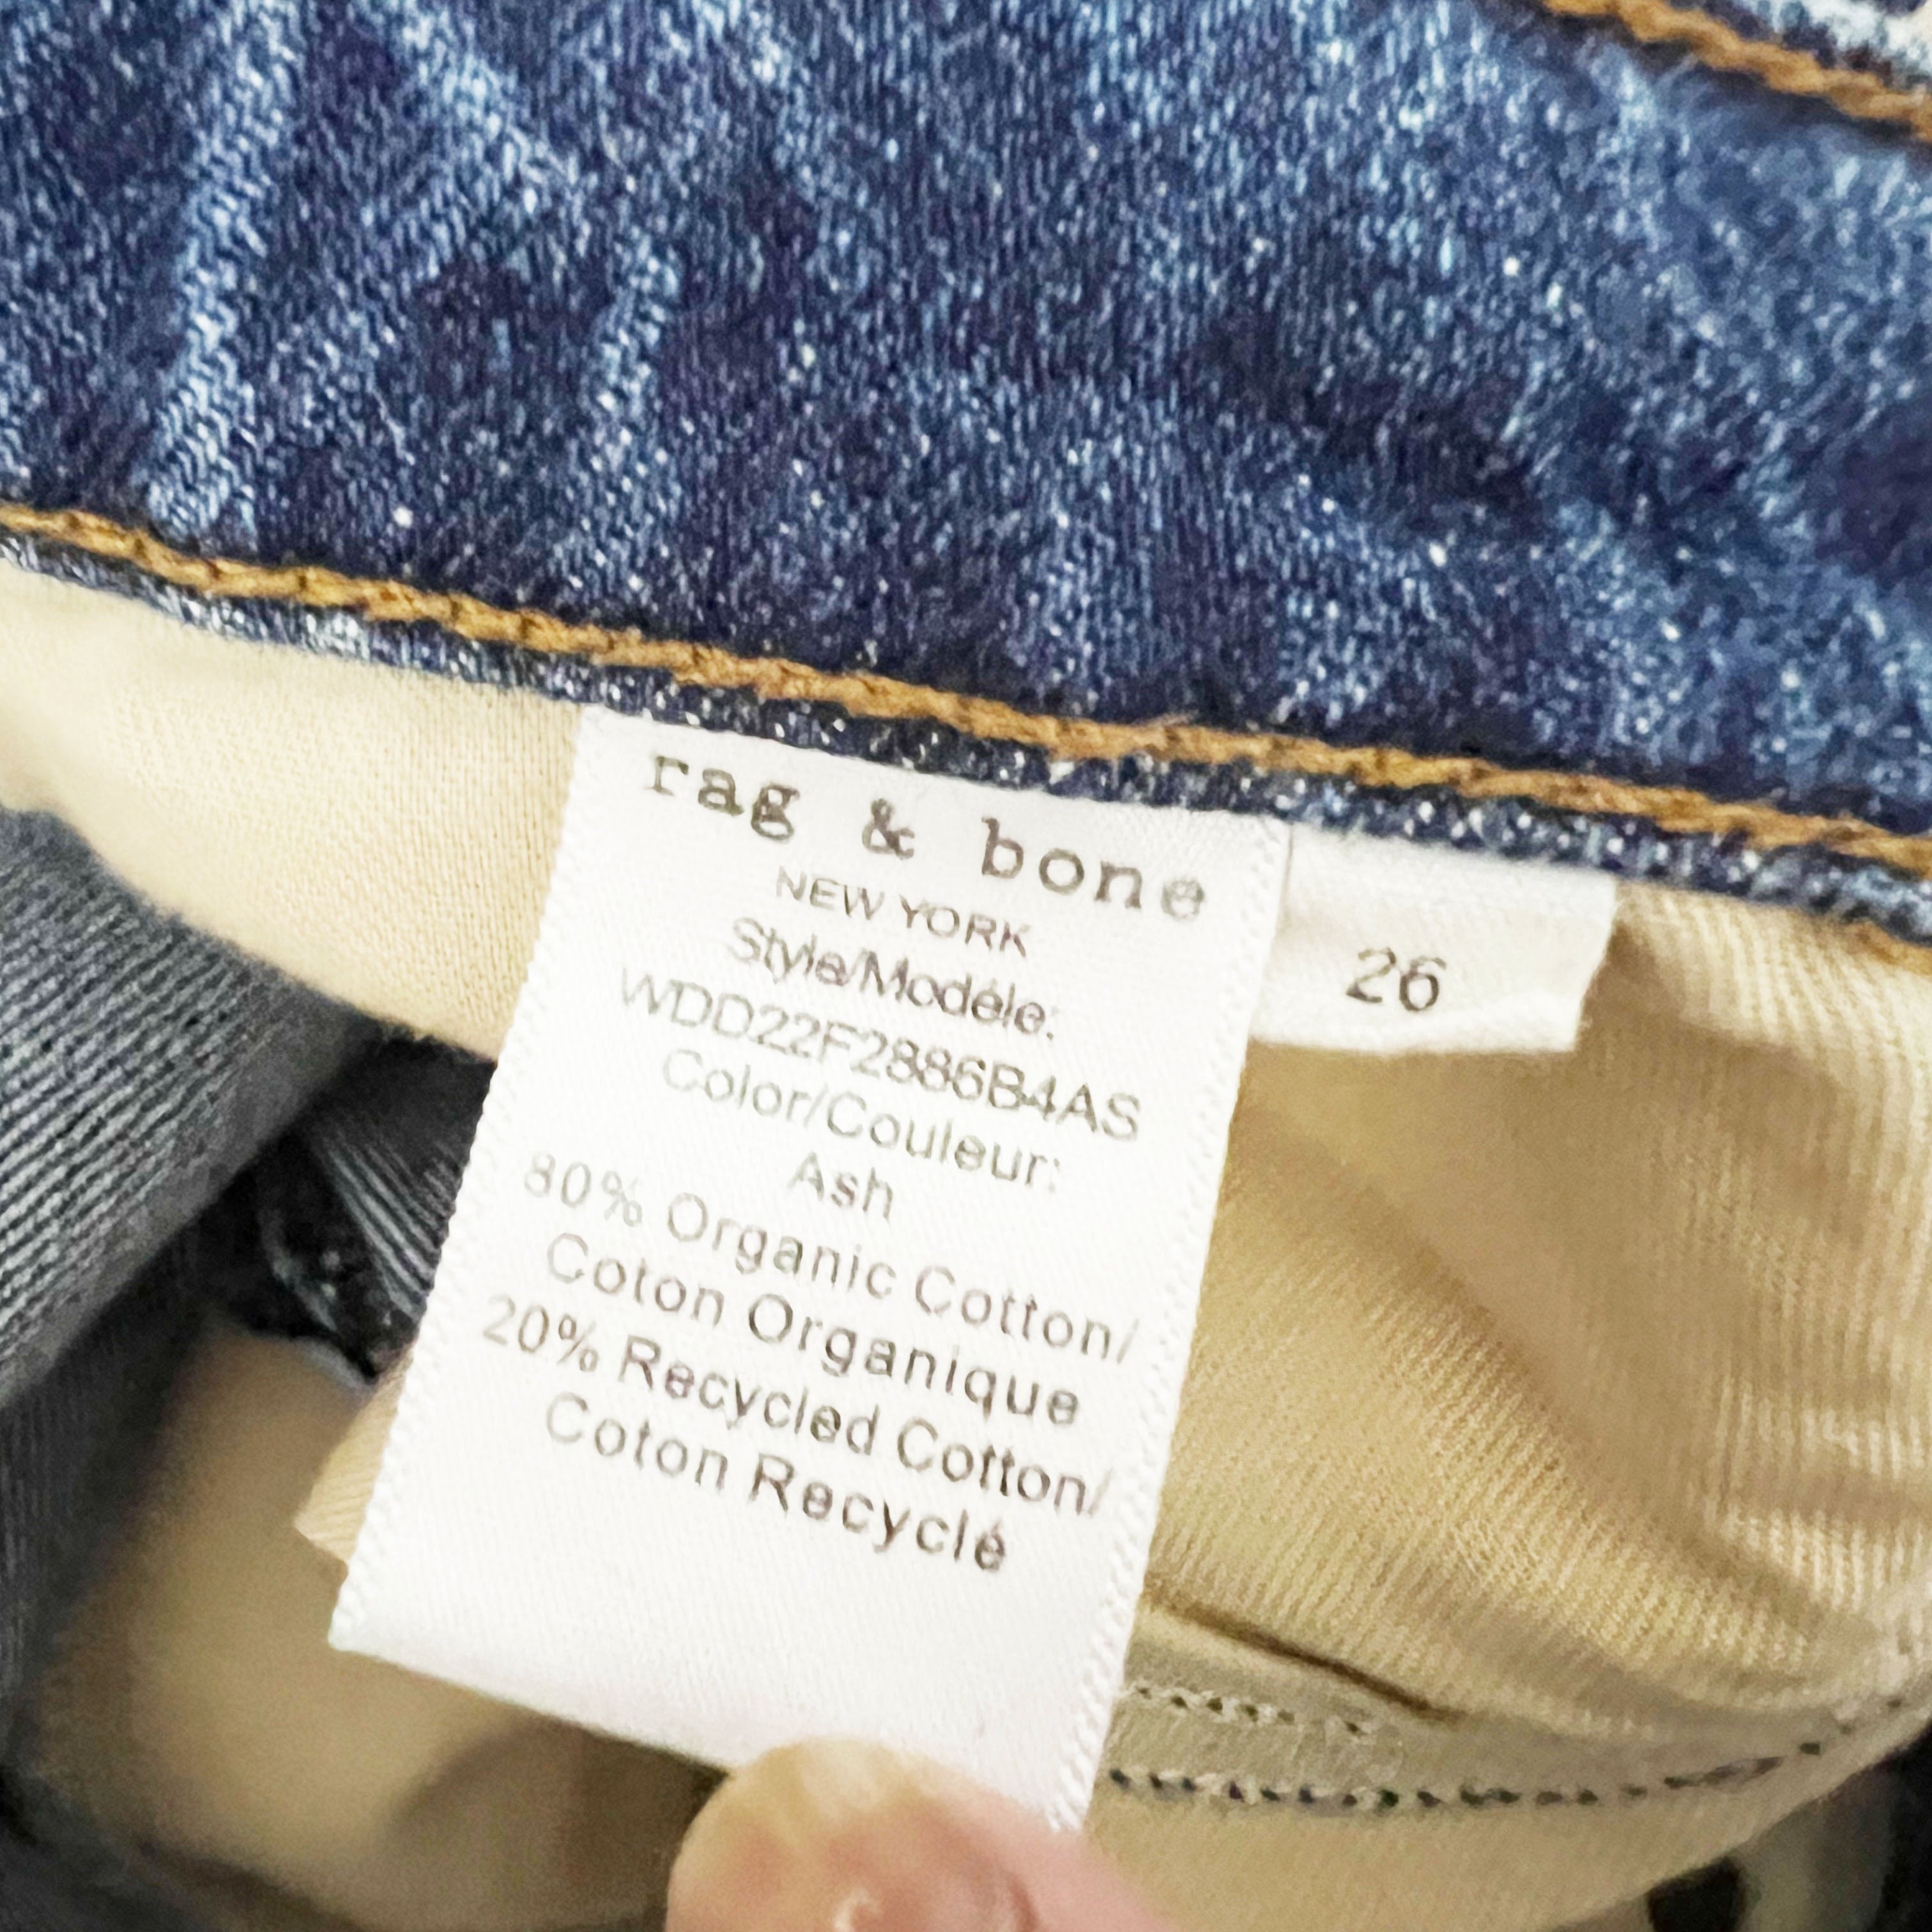 rag & bone
NEW YORK
Style/Modéle:
WDD22F2886B4AS
Color/Couleur:
Ash
80% Organic Cotton/
Coton Organique
20% Recycled Cotton/
Coton Recyclé
26